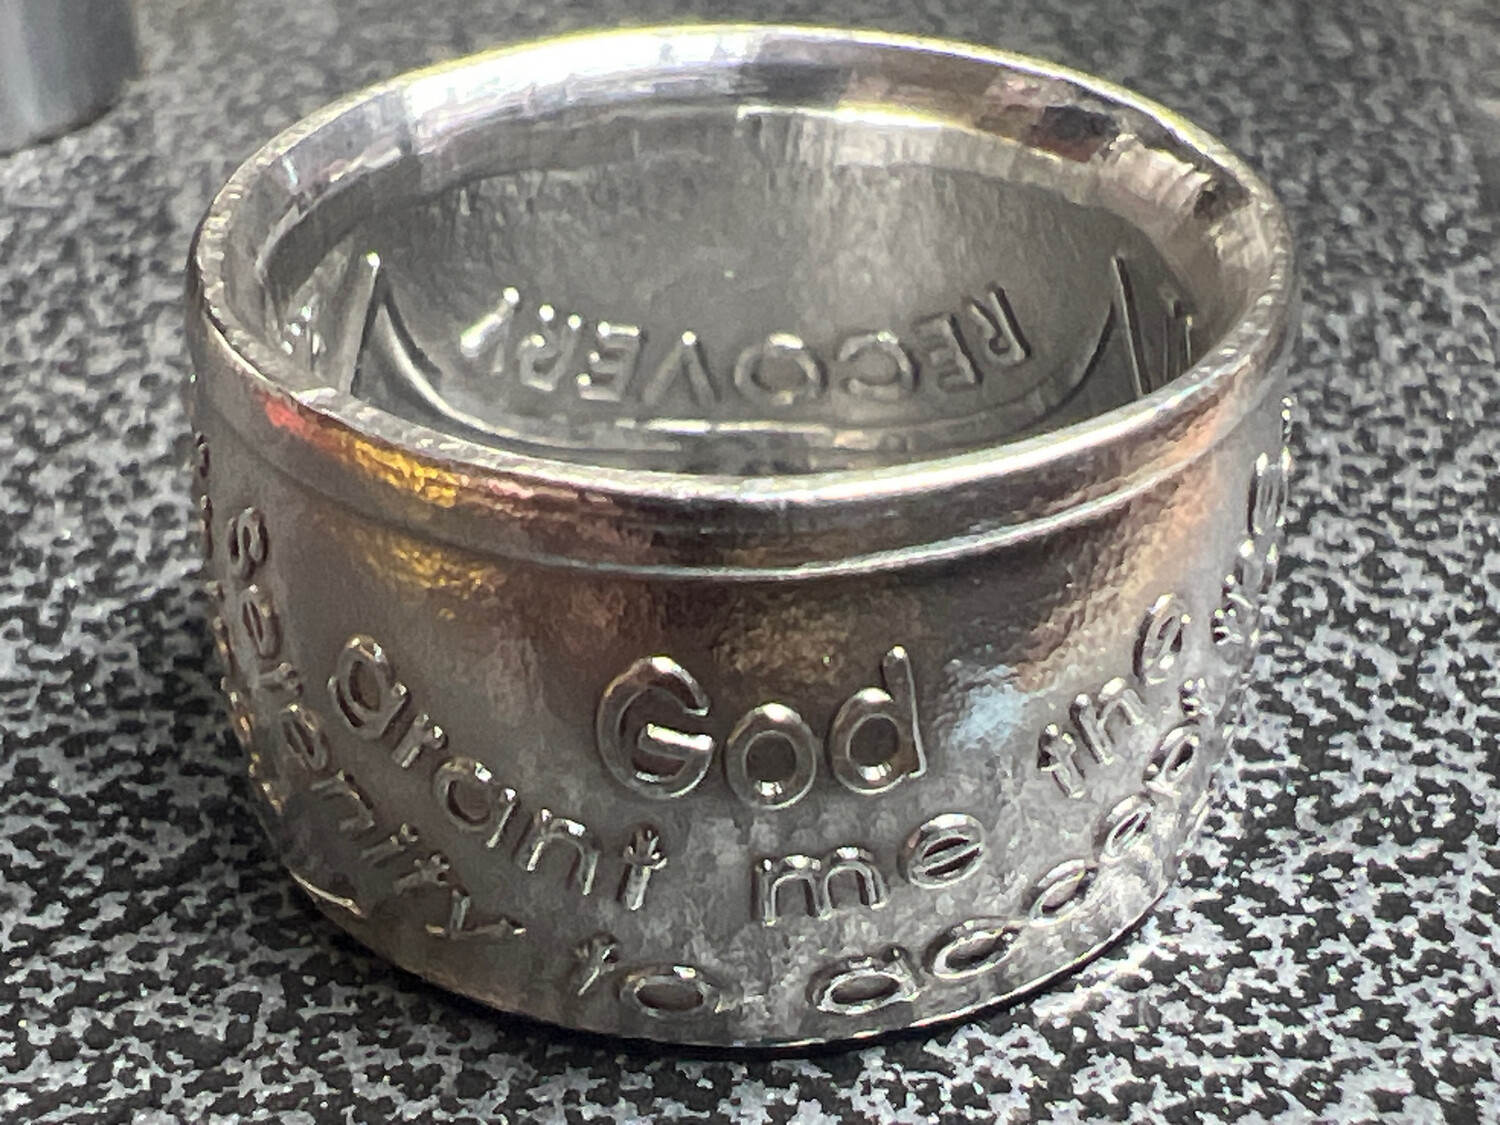 God
grant me the
serenity to acce
RECOVERY